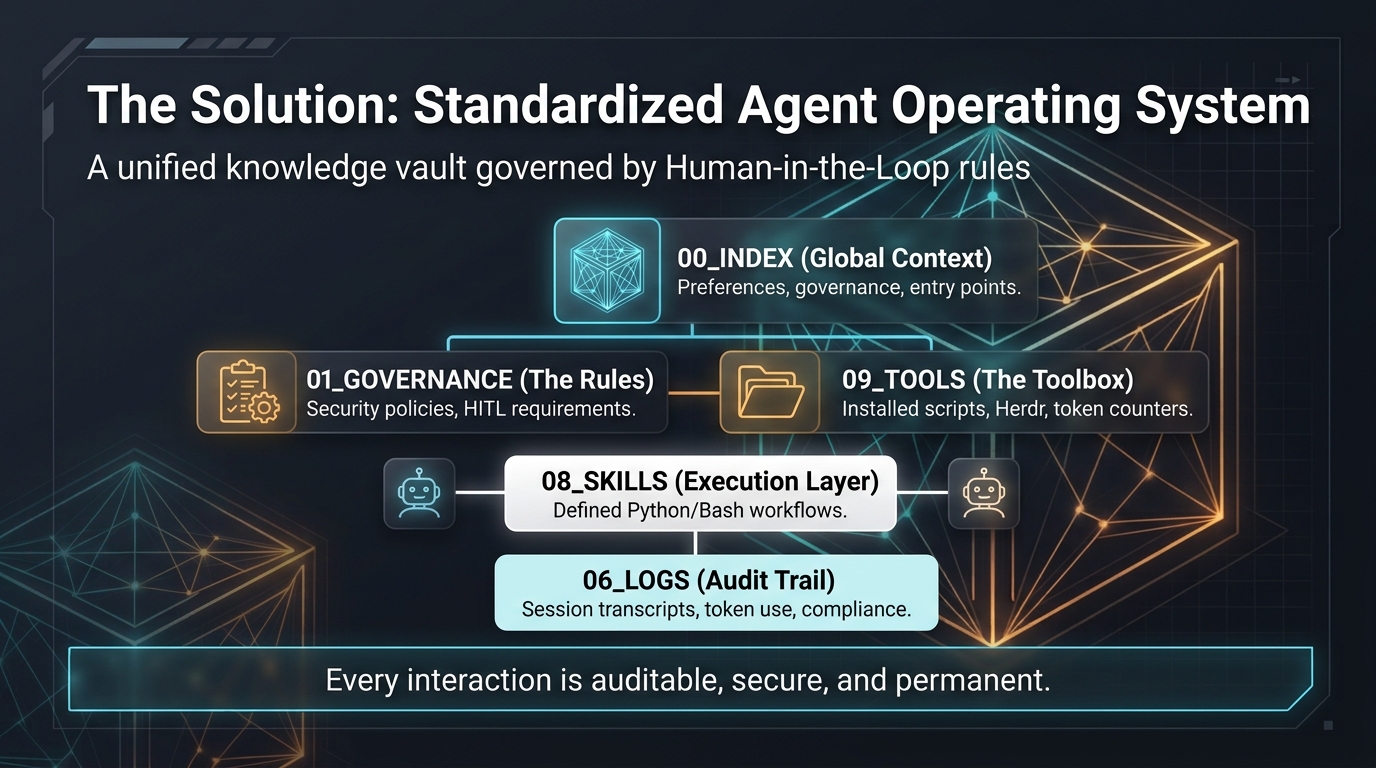 The Solution: Standardized Agent Operating System
A unified knowledge vault governed by Human-in-the-Loop rules
00_INDEX (Global Context)
Preferences, governance, entry points.
01_GOVERNANCE (The Rules)
Security policies, HITL requirements.
09_TOOLS (The Toolbox)
Installed scripts, Herdr, token counters.
08_SKILLS (Execution Layer)
Defined Python/Bash workflows.
06_LOGS (Audit Trail)
Session transcripts, token use, compliance.
Every interaction is auditable, secure, and permanent.